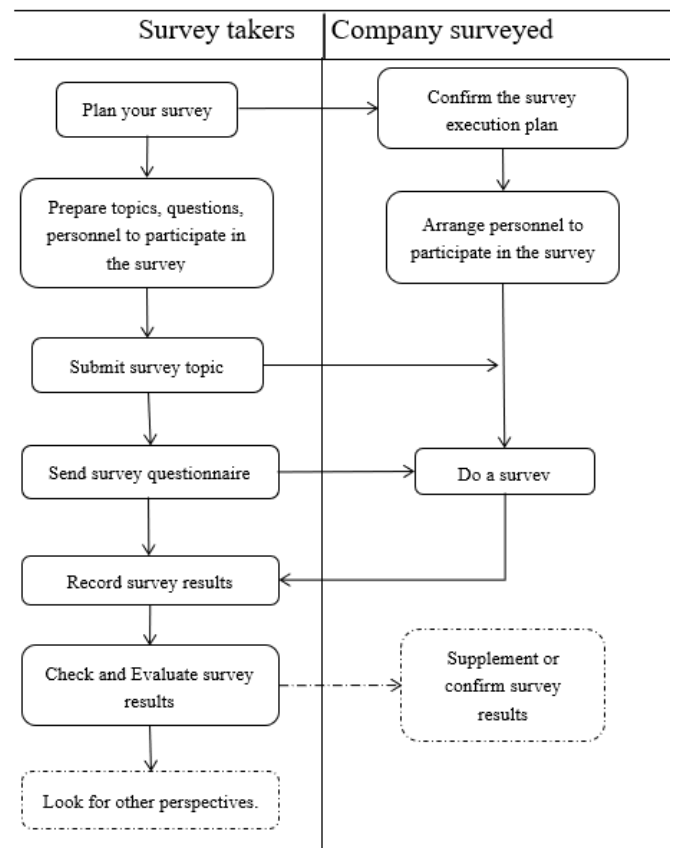 Survey takers
Company surveyed
Plan your survey
Confirm the survey
execution plan
Prepare topics, questions,
personnel to participate in
the survey
Arrange personnel to
participate in the survey
Submit survey topic
Send survey questionnaire
Do a survey
Record survey results
Check and Evaluate survey
results
Supplement or
confirm survey
results
Look for other perspectives.